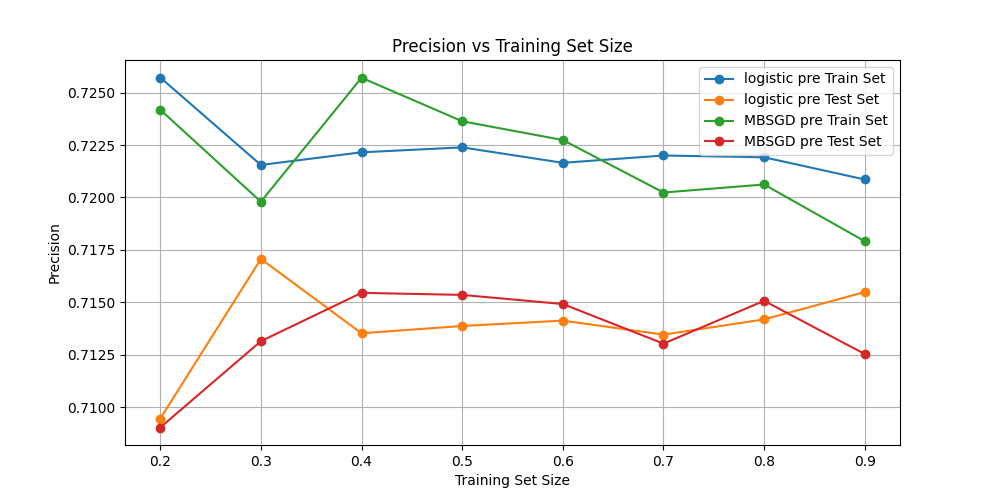 Precision vs Training Set Size
logistic pre Train Set
logistic pre Test Set
MBSGD pre Train Set
MBSGD pre Test Set
Precision
0.7250
0.7225
0.7200
0.7175
0.7150
0.7125
0.7100
0.2 0.3 0.4 0.5 0.6 0.7 0.8 0.9
Training Set Size